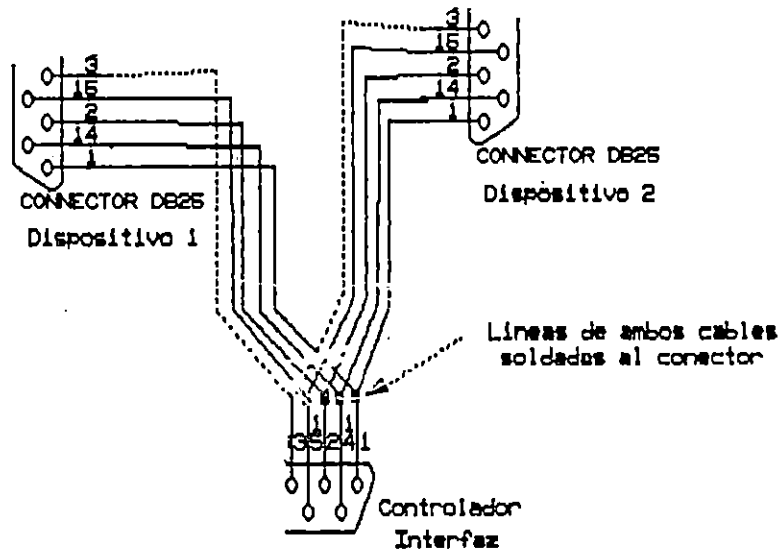 3
15
2
14
1
CONNECTOR DB25
Dispositivo 1
3
15
2
14
1
CONNECTOR DB25
Dispositivo 2
Lineas de ambos cables
soldados al conector
3 15 2 14 1
Controlador
Interfaz